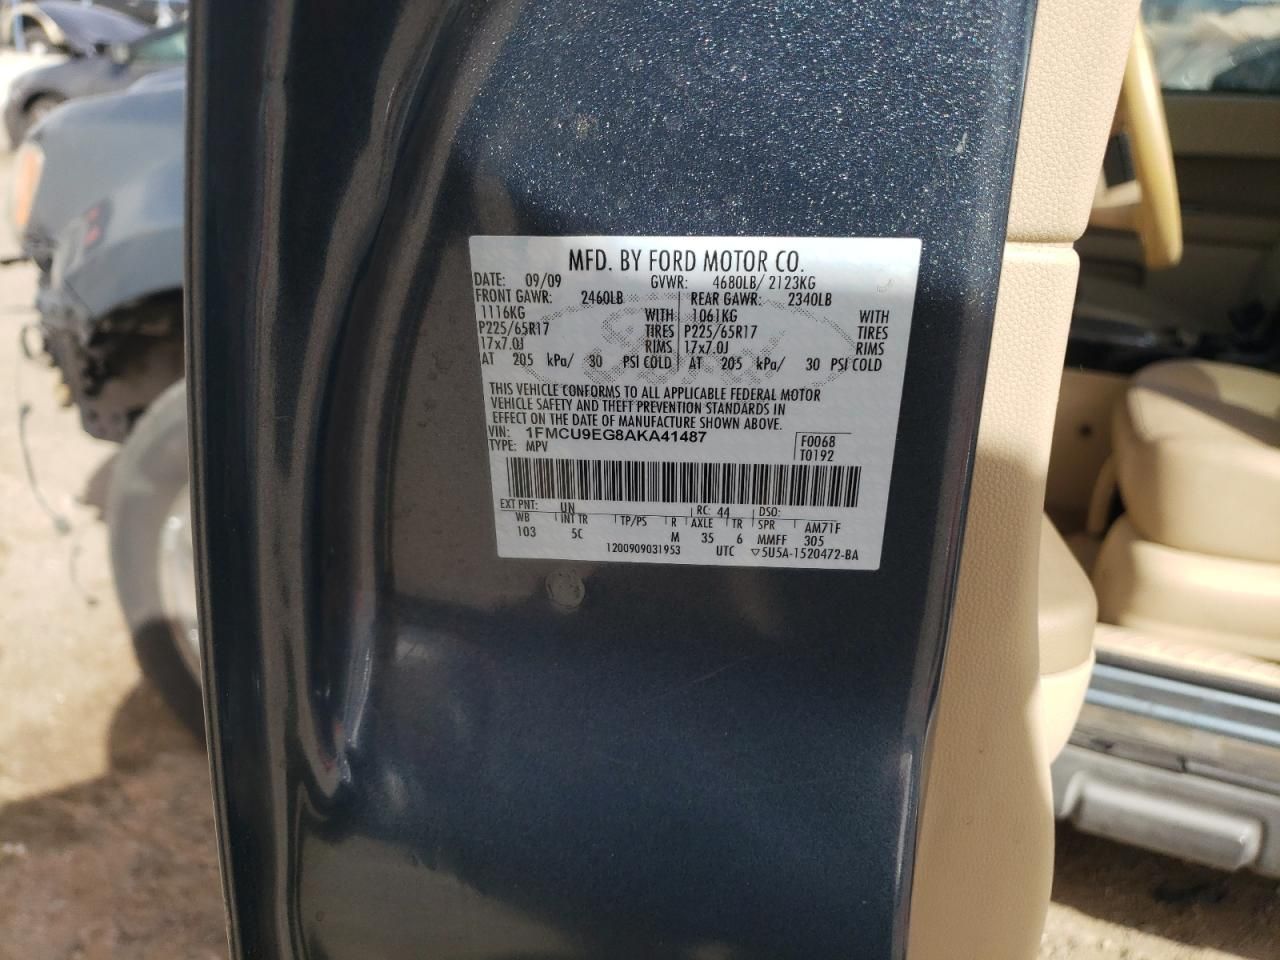 MFD. BY FORD MOTOR CO.
DATE: 09/09 GVWR: 4680LB/ 2123KG
FRONT GAWR: 2460LB REAR GAWR: 2340LB
1116KG WITH 1061KG WITH
P225/65R17 TIRES P225/65R17 TIRES
17x7.0J RIMS 17x7.0J RIMS
AT 205 kPa/ 30 PSI COLD AT 205 kPa/ 30 PSI COLD
THIS VEHICLE CONFORMS TO ALL APPLICABLE FEDERAL MOTOR
VEHICLE SAFETY AND THEFT PREVENTION STANDARDS IN
EFFECT ON THE DATE OF MANUFACTURE SHOWN ABOVE.
VIN: 1FMCU9EG8AKA41487 F0068
TYPE: MPV T0192
EXT PNT: UN RC: 44 DSO:
WB INT TR TP/PS R AXLE TR SPR AM71F
103 5C M 35 6 MMFF 305
1200909031953 UTC ▽5U5A-1520472-BA